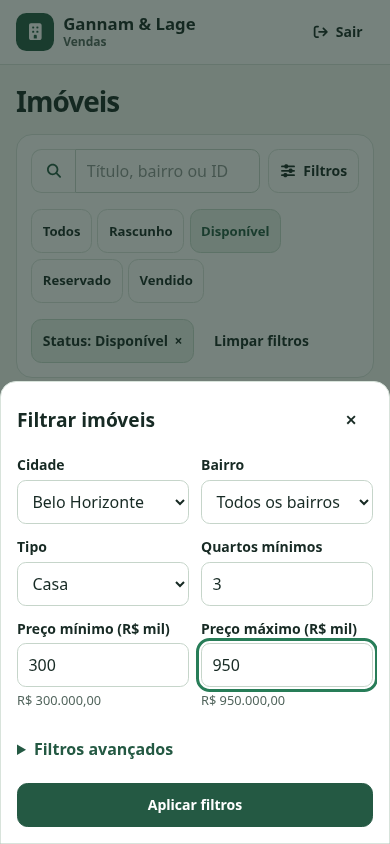 Gannam & Lage
Vendas
Sair
Imóveis
Título, bairro ou ID
Filtros
Todos
Rascunho
Disponível
Reservado
Vendido
Status: Disponível ×
Limpar filtros
Filtrar imóveis
×
Cidade
Bairro
Belo Horizonte
Todos os bairros
Tipo
Quartos mínimos
Casa
3
Preço mínimo (R$ mil)
Preço máximo (R$ mil)
300
950
R$ 300.000,00
R$ 950.000,00
Filtros avançados
Aplicar filtros